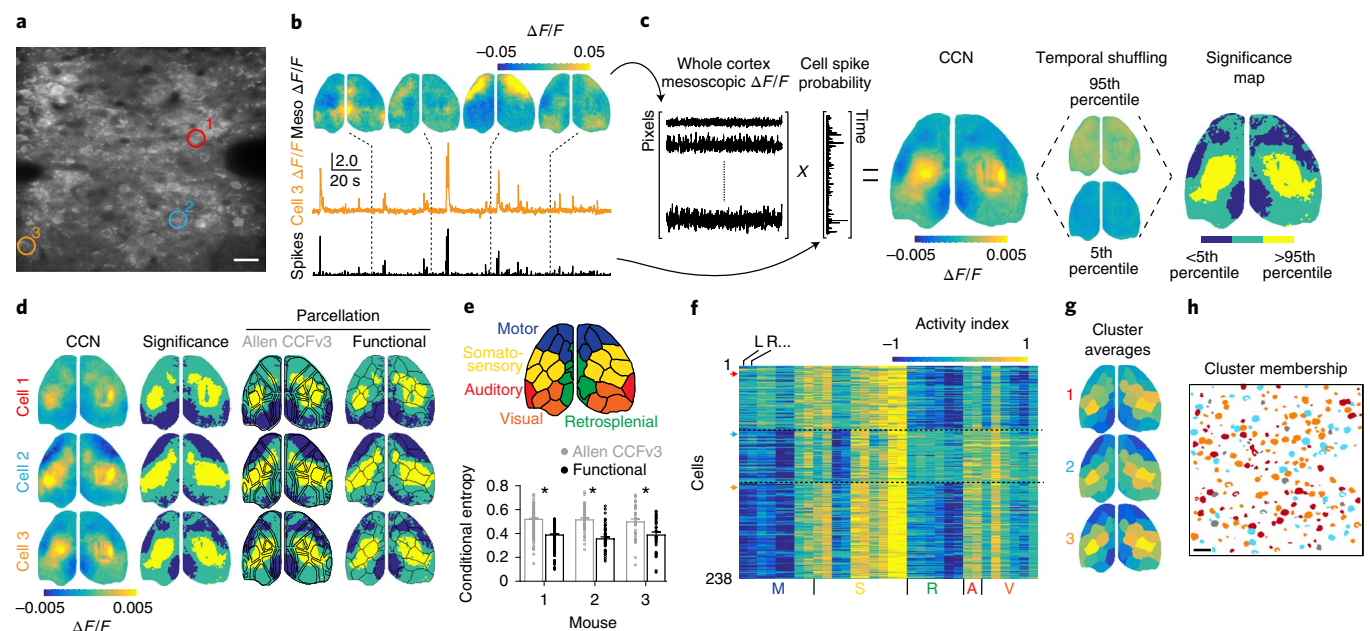 a
1
2
3
b
ΔF/F
−0.05 0.05
Meso ΔF/F
Cell 3 ΔF/F
2.0
20 s
Spikes
c
Whole cortex
mesoscopic ΔF/F
Cell spike
probability
Pixels
X
Time
=
CCN
−0.005 0.005
ΔF/F
Temporal shuffling
95th
percentile
5th
percentile
Significance
map
<5th
percentile
>95th
percentile
d
Parcellation
CCN Significance Allen CCFv3 Functional
Cell 1
Cell 2
Cell 3
−0.005 0.005
ΔF/F
e
Motor
Somato-
sensory
Auditory
Visual
Retrosplenial
Allen CCFv3
Functional
Conditional entropy
0.8
0.6
0.4
0.2
0
* * *
1 2 3
Mouse
f
Activity index
−1 1
L R...
1
Cells
238
M S R A V
g
Cluster
averages
1
2
3
h
Cluster membership